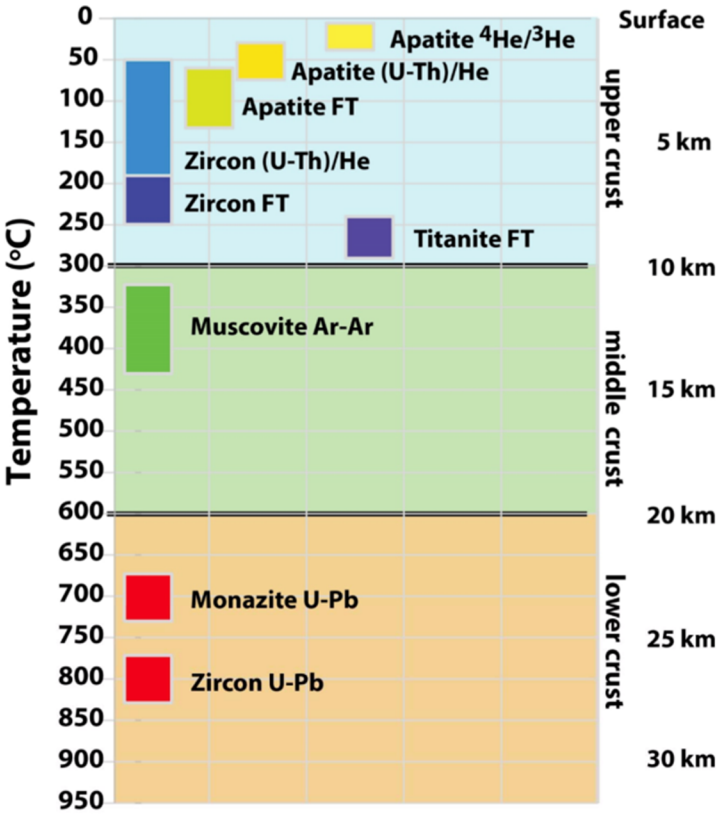 Temperature (°C)
0
50
100
150
200
250
300
350
400
450
500
550
600
650
700
750
800
850
900
950
Apatite ⁴He/³He
Apatite (U-Th)/He
Apatite FT
Zircon (U-Th)/He
Zircon FT
Titanite FT
Muscovite Ar-Ar
Monazite U-Pb
Zircon U-Pb
upper crust
middle crust
lower crust
Surface
5 km
10 km
15 km
20 km
25 km
30 km